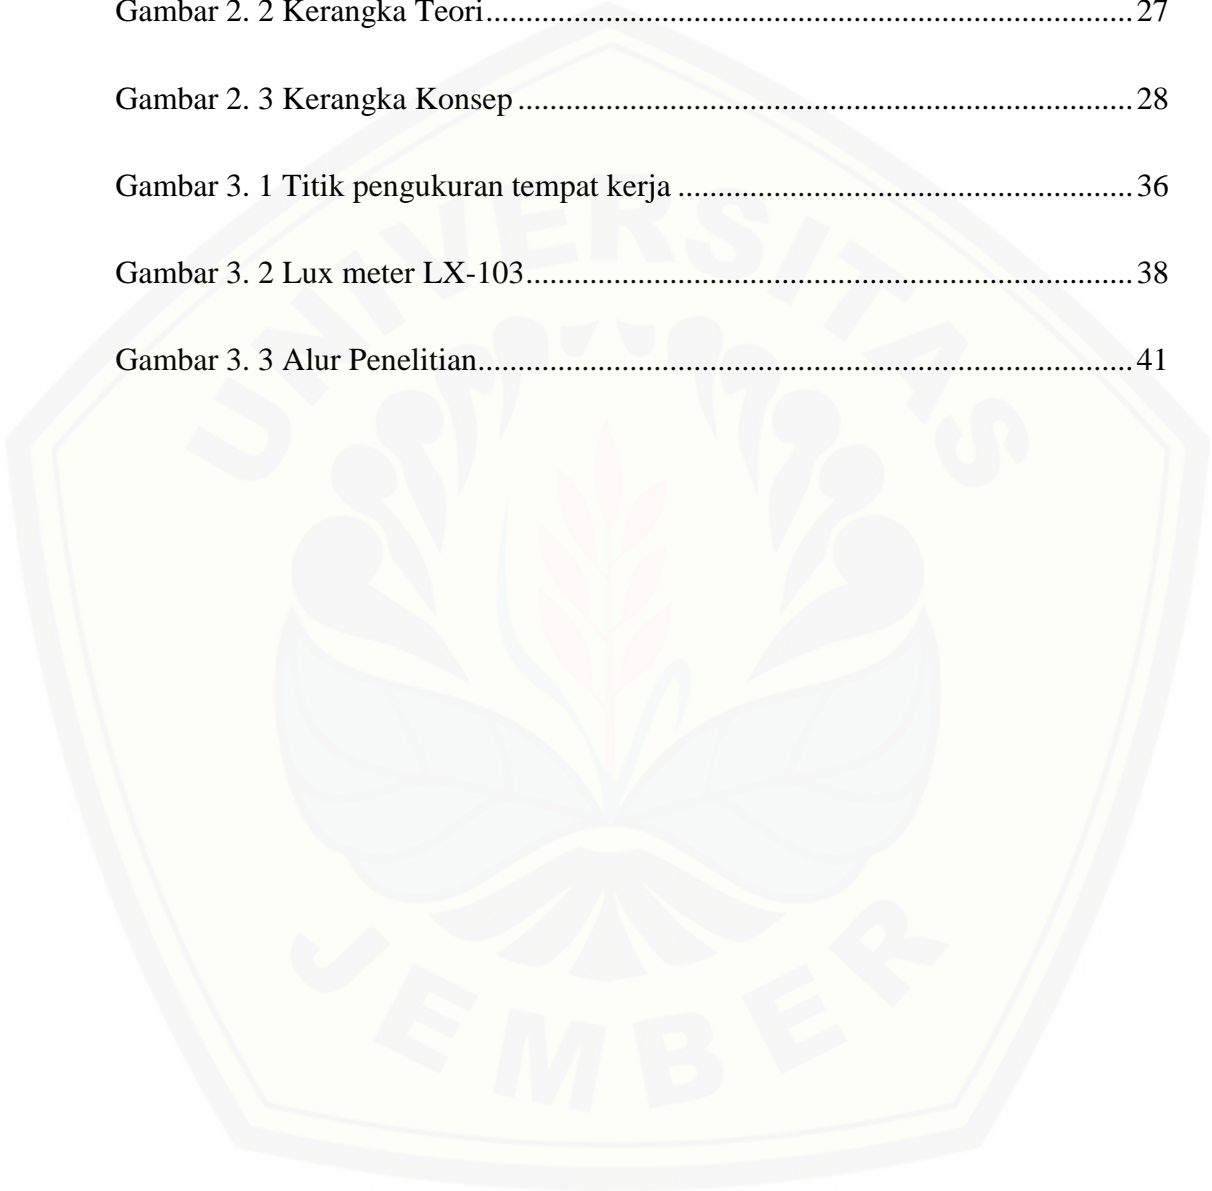 Gambar 2. 2 Kerangka Teori.................................................................................27
Gambar 2. 3 Kerangka Konsep.............................................................................28
Gambar 3. 1 Titik pengukuran tempat kerja.........................................................36
Gambar 3. 2 Lux meter LX-103............................................................................38
Gambar 3. 3 Alur Penelitian..................................................................................41
UNIVERSITAS
JEMBER